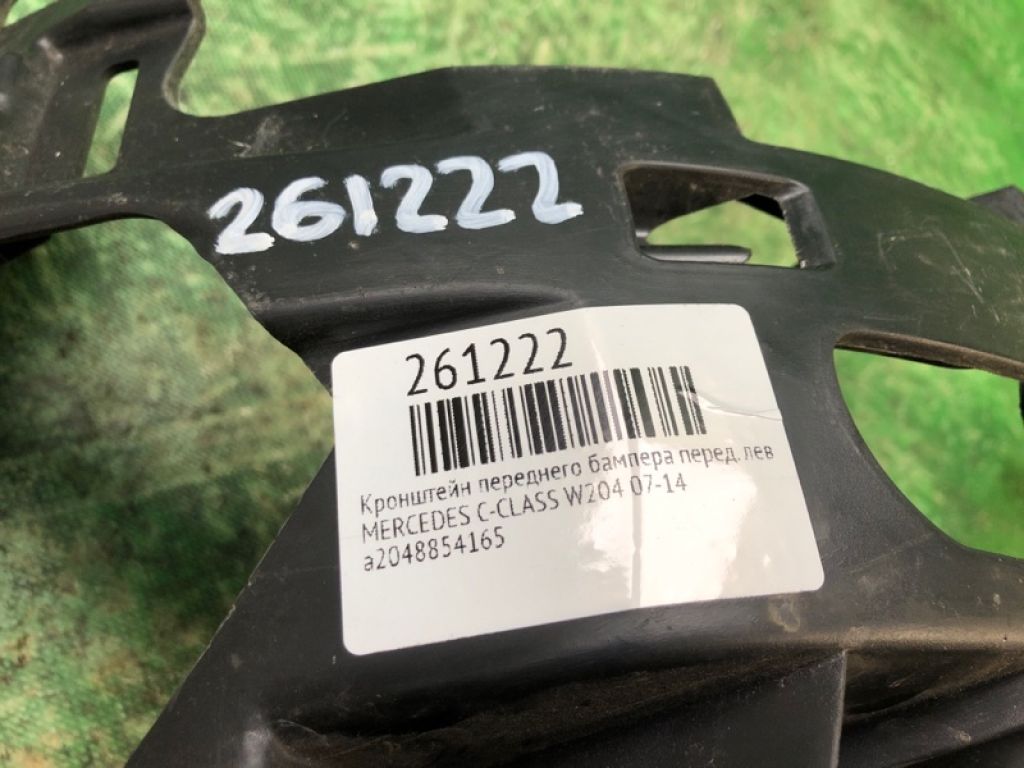 261222
261222
Кронштейн переднего бампера перед. лев
MERCEDES C-CLASS W204 07-14
a2048854165